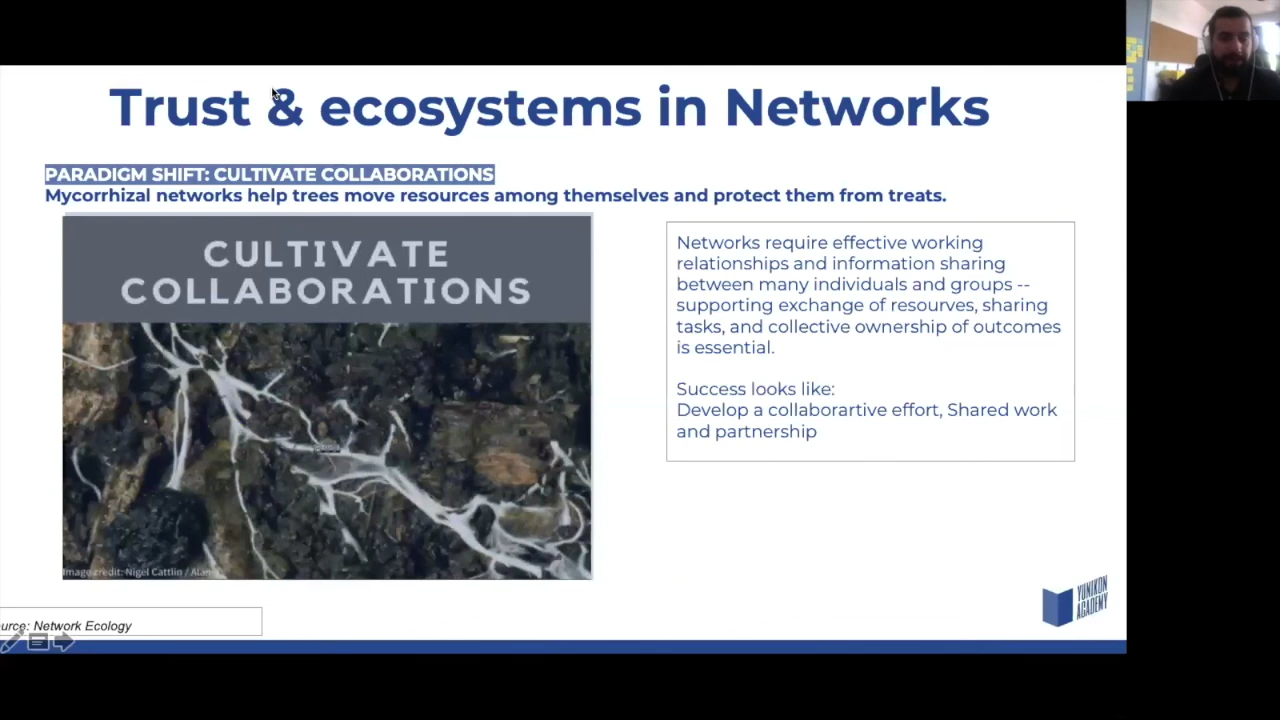 Trust & ecosystems in Networks
PARADIGM SHIFT: CULTIVATE COLLABORATIONS
Mycorrhizal networks help trees move resources among themselves and protect them from treats.
CULTIVATE
COLLABORATIONS
Image credit: Nigel Cattlin / Alam
Networks require effective working
relationships and information sharing
between many individuals and groups --
supporting exchange of resourves, sharing
tasks, and collective ownership of outcomes
is essential.
Success looks like:
Develop a collaborartive effort, Shared work
and partnership
urce: Network Ecology
YUNIKON
ACADEMY